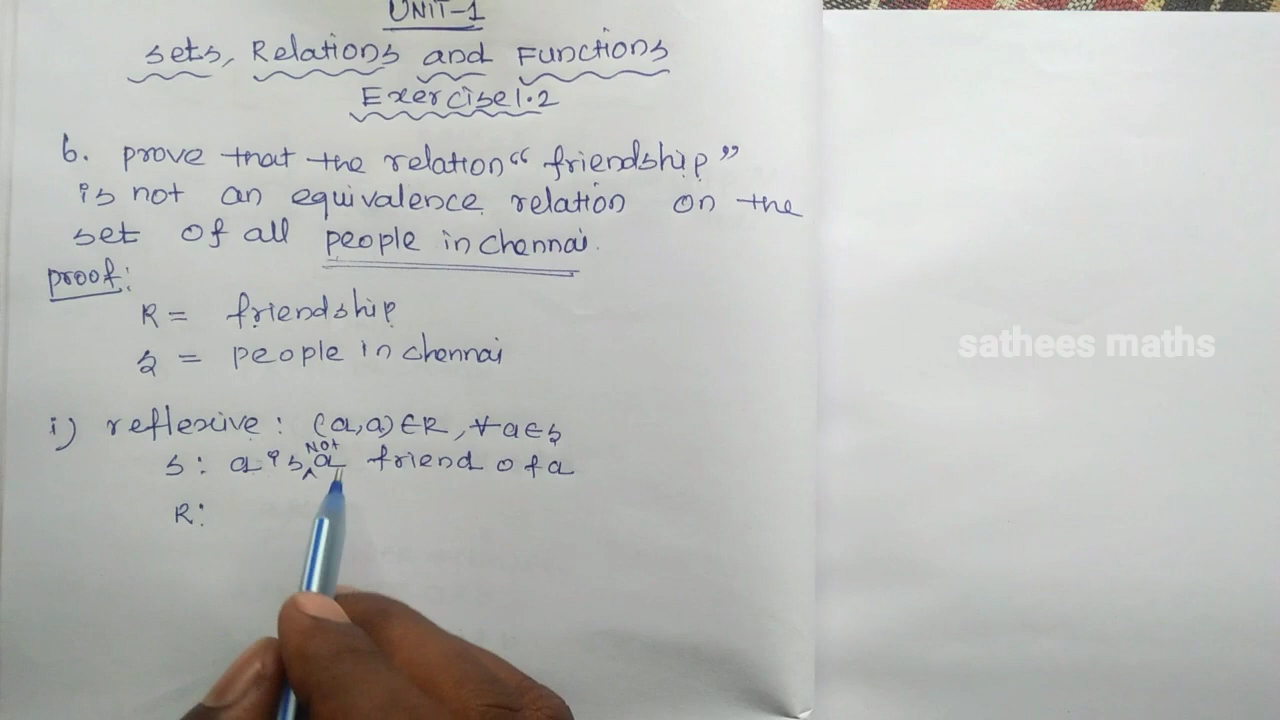 UNIT-1
sets, Relations and Functions
Exercise 1.2
6. prove that the relation "friendship"
is not an equivalence relation on the
set of all people in chennai.
proof:
R = friendship
S = people in chennai
i) reflexive: (a,a)∈R, ∀a∈S
S: a is NOT a friend of a
R:
sathees maths